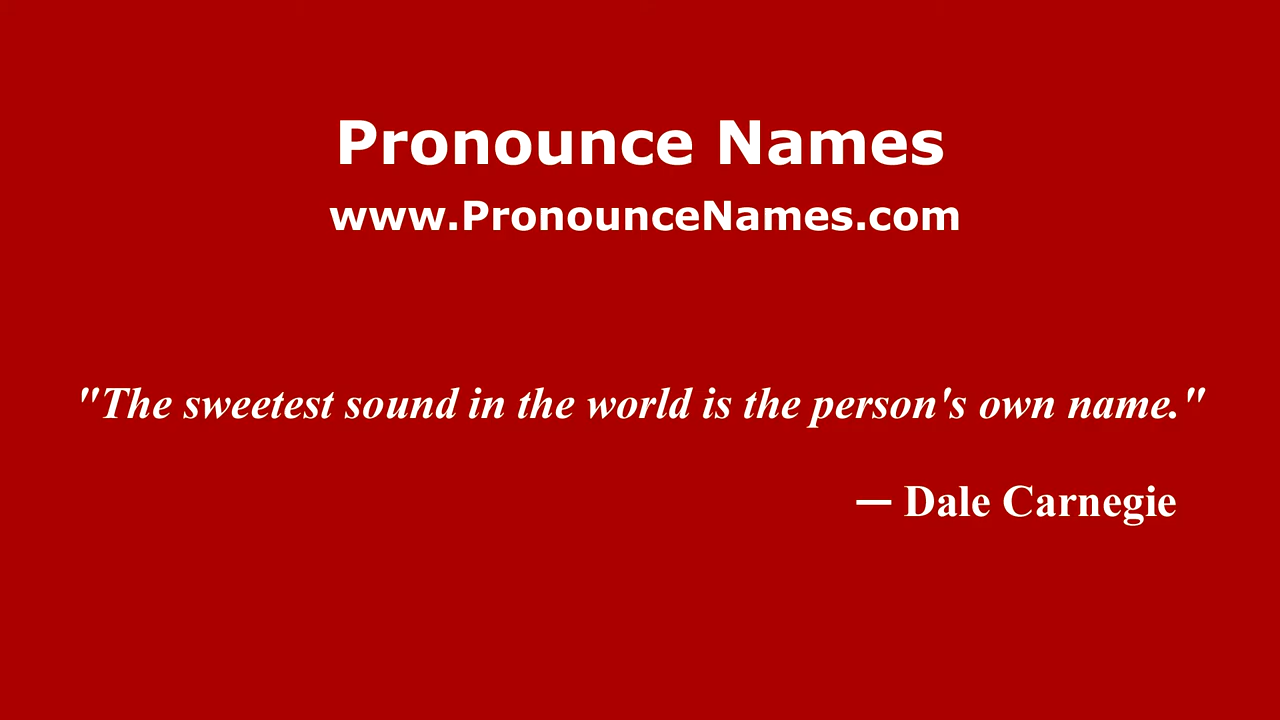 Pronounce Names
www.PronounceNames.com
"The sweetest sound in the world is the person's own name."
— Dale Carnegie